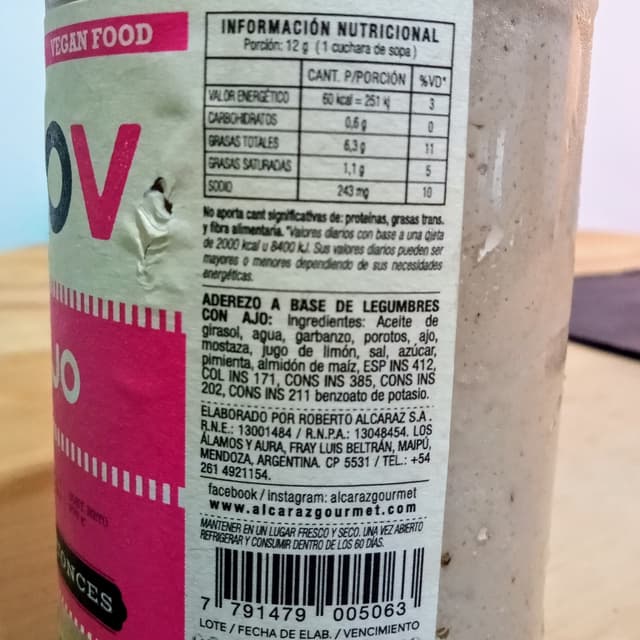 VEGAN FOOD
OV
JO
ONCES
INFORMACIÓN NUTRICIONAL
Porción: 12 g (1 cuchara de sopa)
CANT. P/PORCIÓN %VD*
VALOR ENERGÉTICO 60 kcal = 251 kj 3
CARBOHIDRATOS 0,6 g 0
GRASAS TOTALES 6,3 g 11
GRASAS SATURADAS 1,1 g 5
SODIO 243 mg 10
No aporta cant significativas de: proteínas, grasas trans.
y fibra alimentaria. *Valores diarios con base a una dieta
de 2000 kcal u 8400 kJ. Sus valores diarios pueden ser
mayores o menores dependiendo de sus necesidades
energéticas.
ADEREZO A BASE DE LEGUMBRES
CON AJO: Ingredientes: Aceite de
girasol, agua, garbanzo, porotos, ajo,
mostaza, jugo de limón, sal, azúcar,
pimienta, almidón de maíz, ESP INS 412,
COL INS 171, CONS INS 385, CONS INS
202, CONS INS 211 benzoato de potasio.
ELABORADO POR ROBERTO ALCARAZ S.A.
R.N.E.: 13001484 / R.N.P.A.: 13048454. LOS
ÁLAMOS Y AURA, FRAY LUIS BELTRÁN, MAIPÚ,
MENDOZA, ARGENTINA. CP 5531 / TEL.: +54
261 4921154.
facebook / instagram: alcarazgourmet
www.alcarazgourmet.com
MANTENER EN UN LUGAR FRESCO Y SECO. UNA VEZ ABIERTO
REFRIGERAR Y CONSUMIR DENTRO DE LOS 60 DÍAS.
7 791479 005063
LOTE / FECHA DE ELAB. / VENCIMIENTO